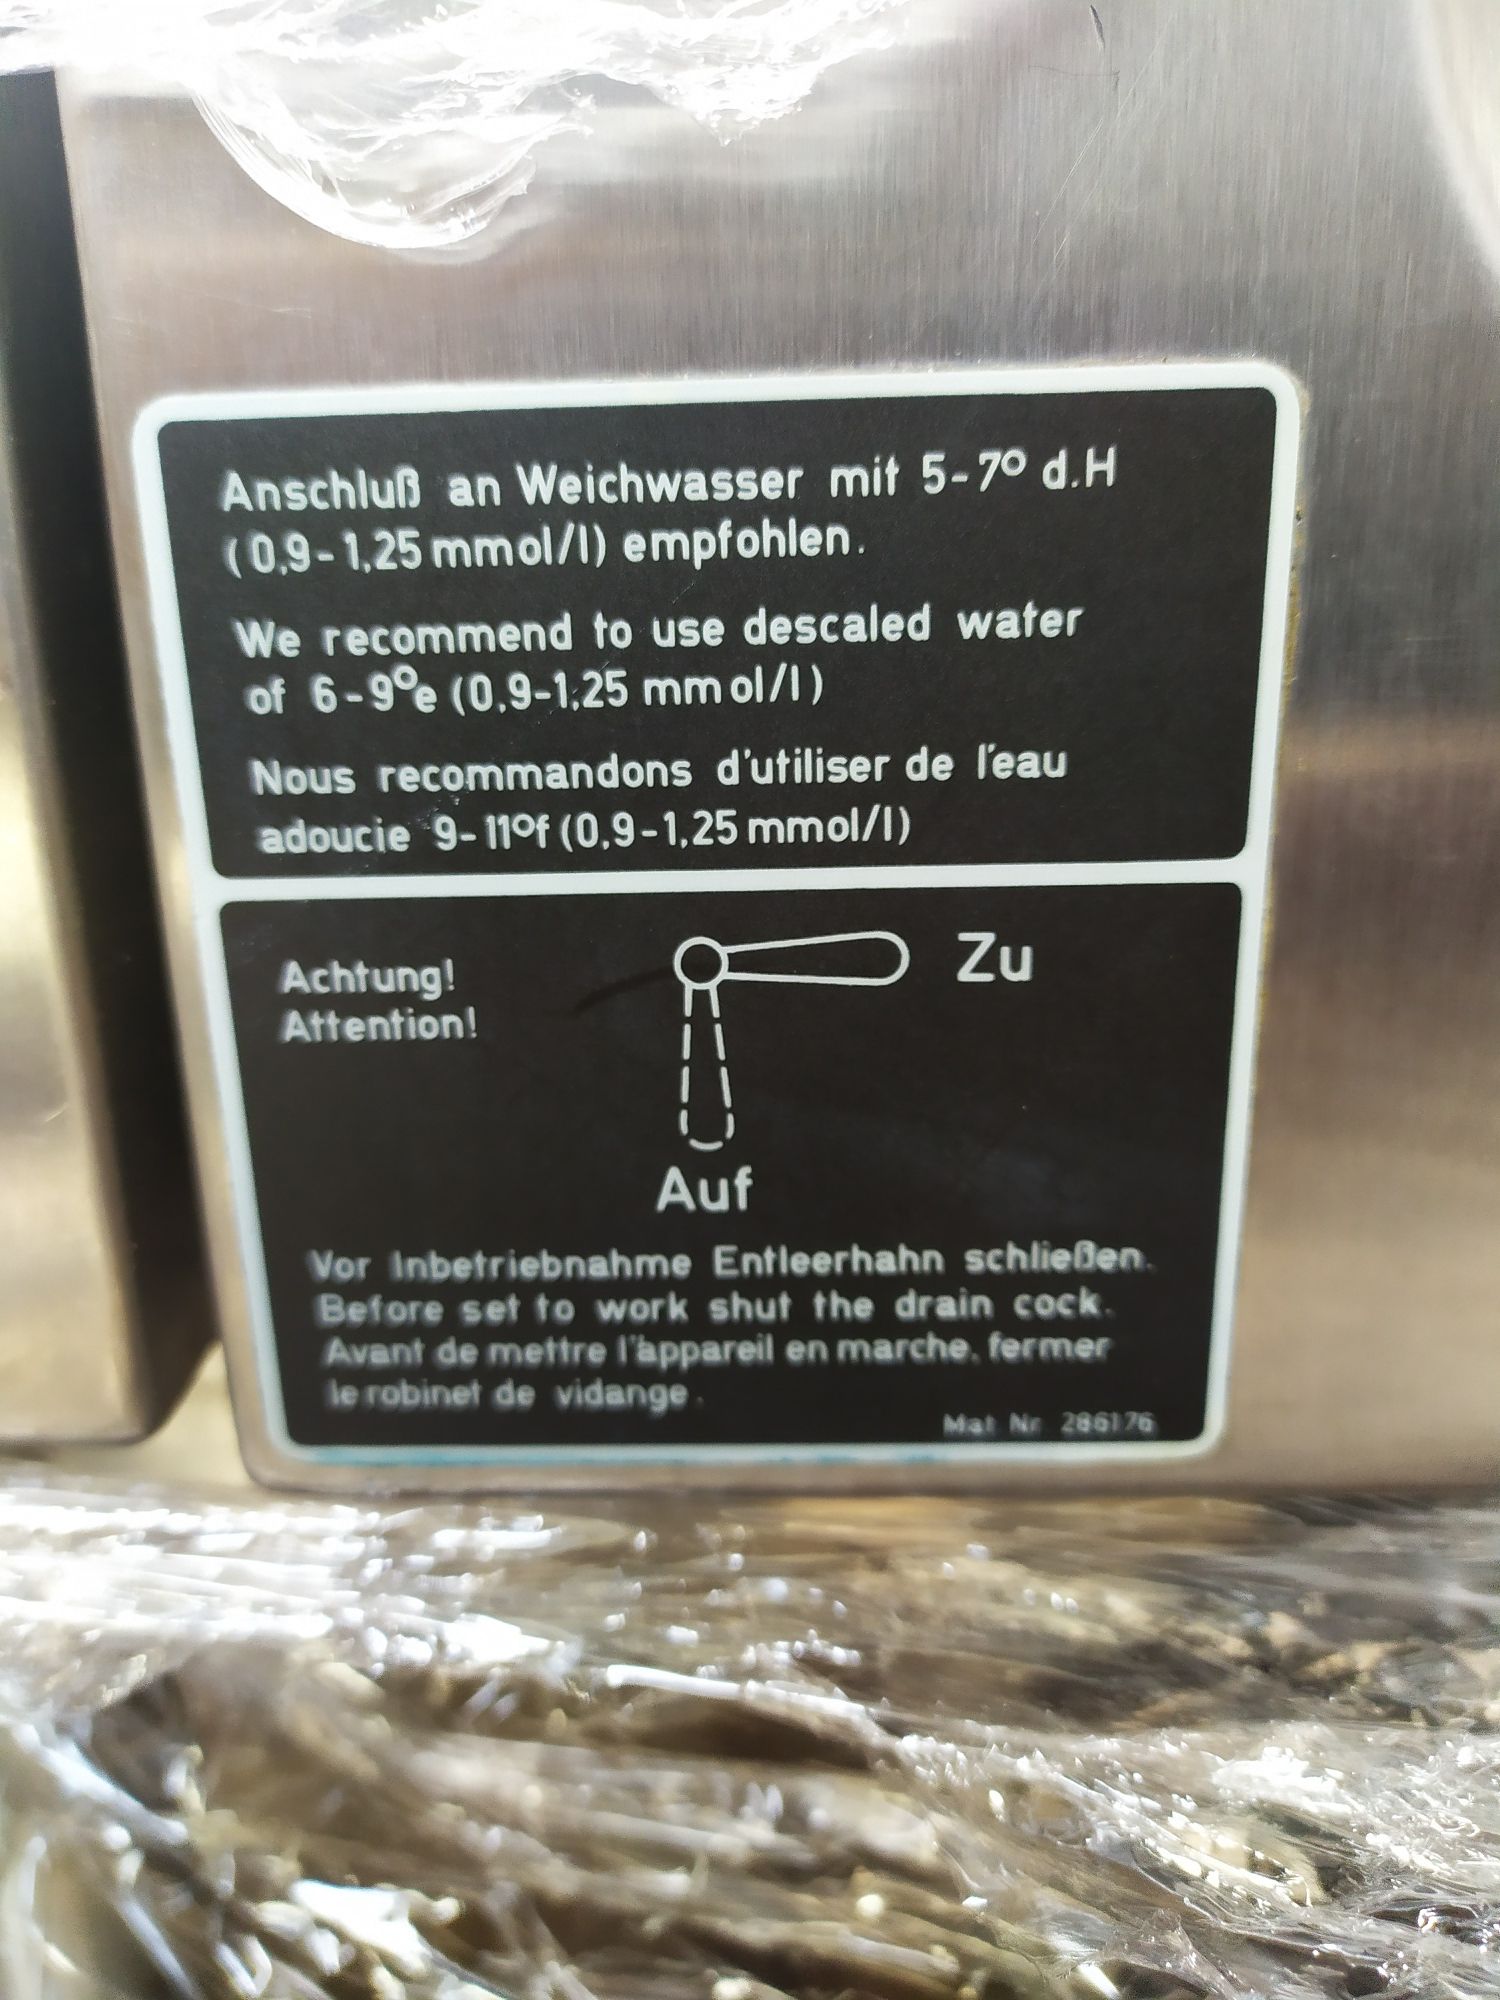 Anschluß an Weichwasser mit 5-7° d.H
(0,9-1,25 mmol/l) empfohlen.
We recommend to use descaled water
of 6-9°e (0,9-1,25 mmol/l)
Nous recommandons d'utiliser de l'eau
adoucie 9-11°f (0,9-1,25 mmol/l)
Achtung!
Attention!
Zu
Auf
Vor Inbetriebnahme Entleerhahn schließen.
Before set to work shut the drain cock.
Avant de mettre l'appareil en marche. fermer
le robinet de vidange.
Mat Nr 286176